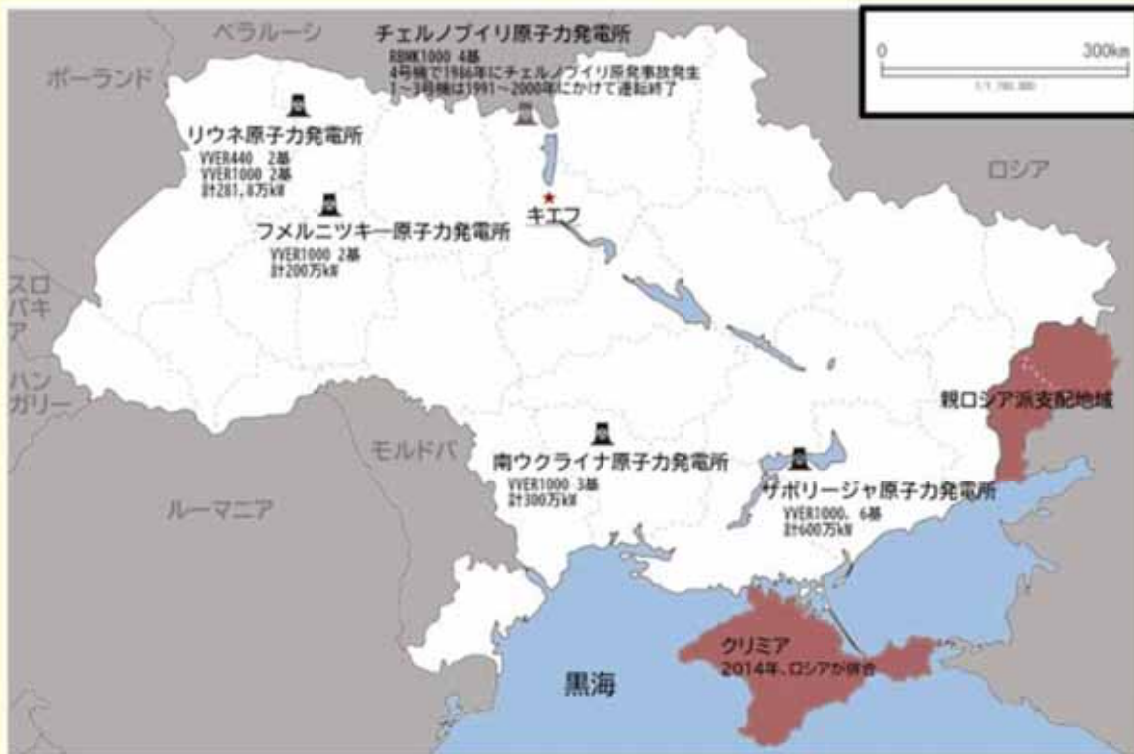 ベラルーシ
チェルノブイリ原子力発電所
RBMK1000 4基
4号機で1986年にチェルノブイリ原発事故発生
1～3号機は1991～2000年にかけて運転終了
0 300km
ポーランド
リウネ原子力発電所
VVER440 2基
VVER1000 2基
計281.8万kW
ロシア
キエフ
フメルニツキー原子力発電所
VVER1000 2基
計200万kW
スロ
バキ
ア
ハン
ガリー
親ロシア派支配地域
モルドバ
南ウクライナ原子力発電所
VVER1000 3基
計300万kW
ザポリージャ原子力発電所
VVER1000. 6基
計600万kW
ルーマニア
クリミア
2014年、ロシアが併合
黒海